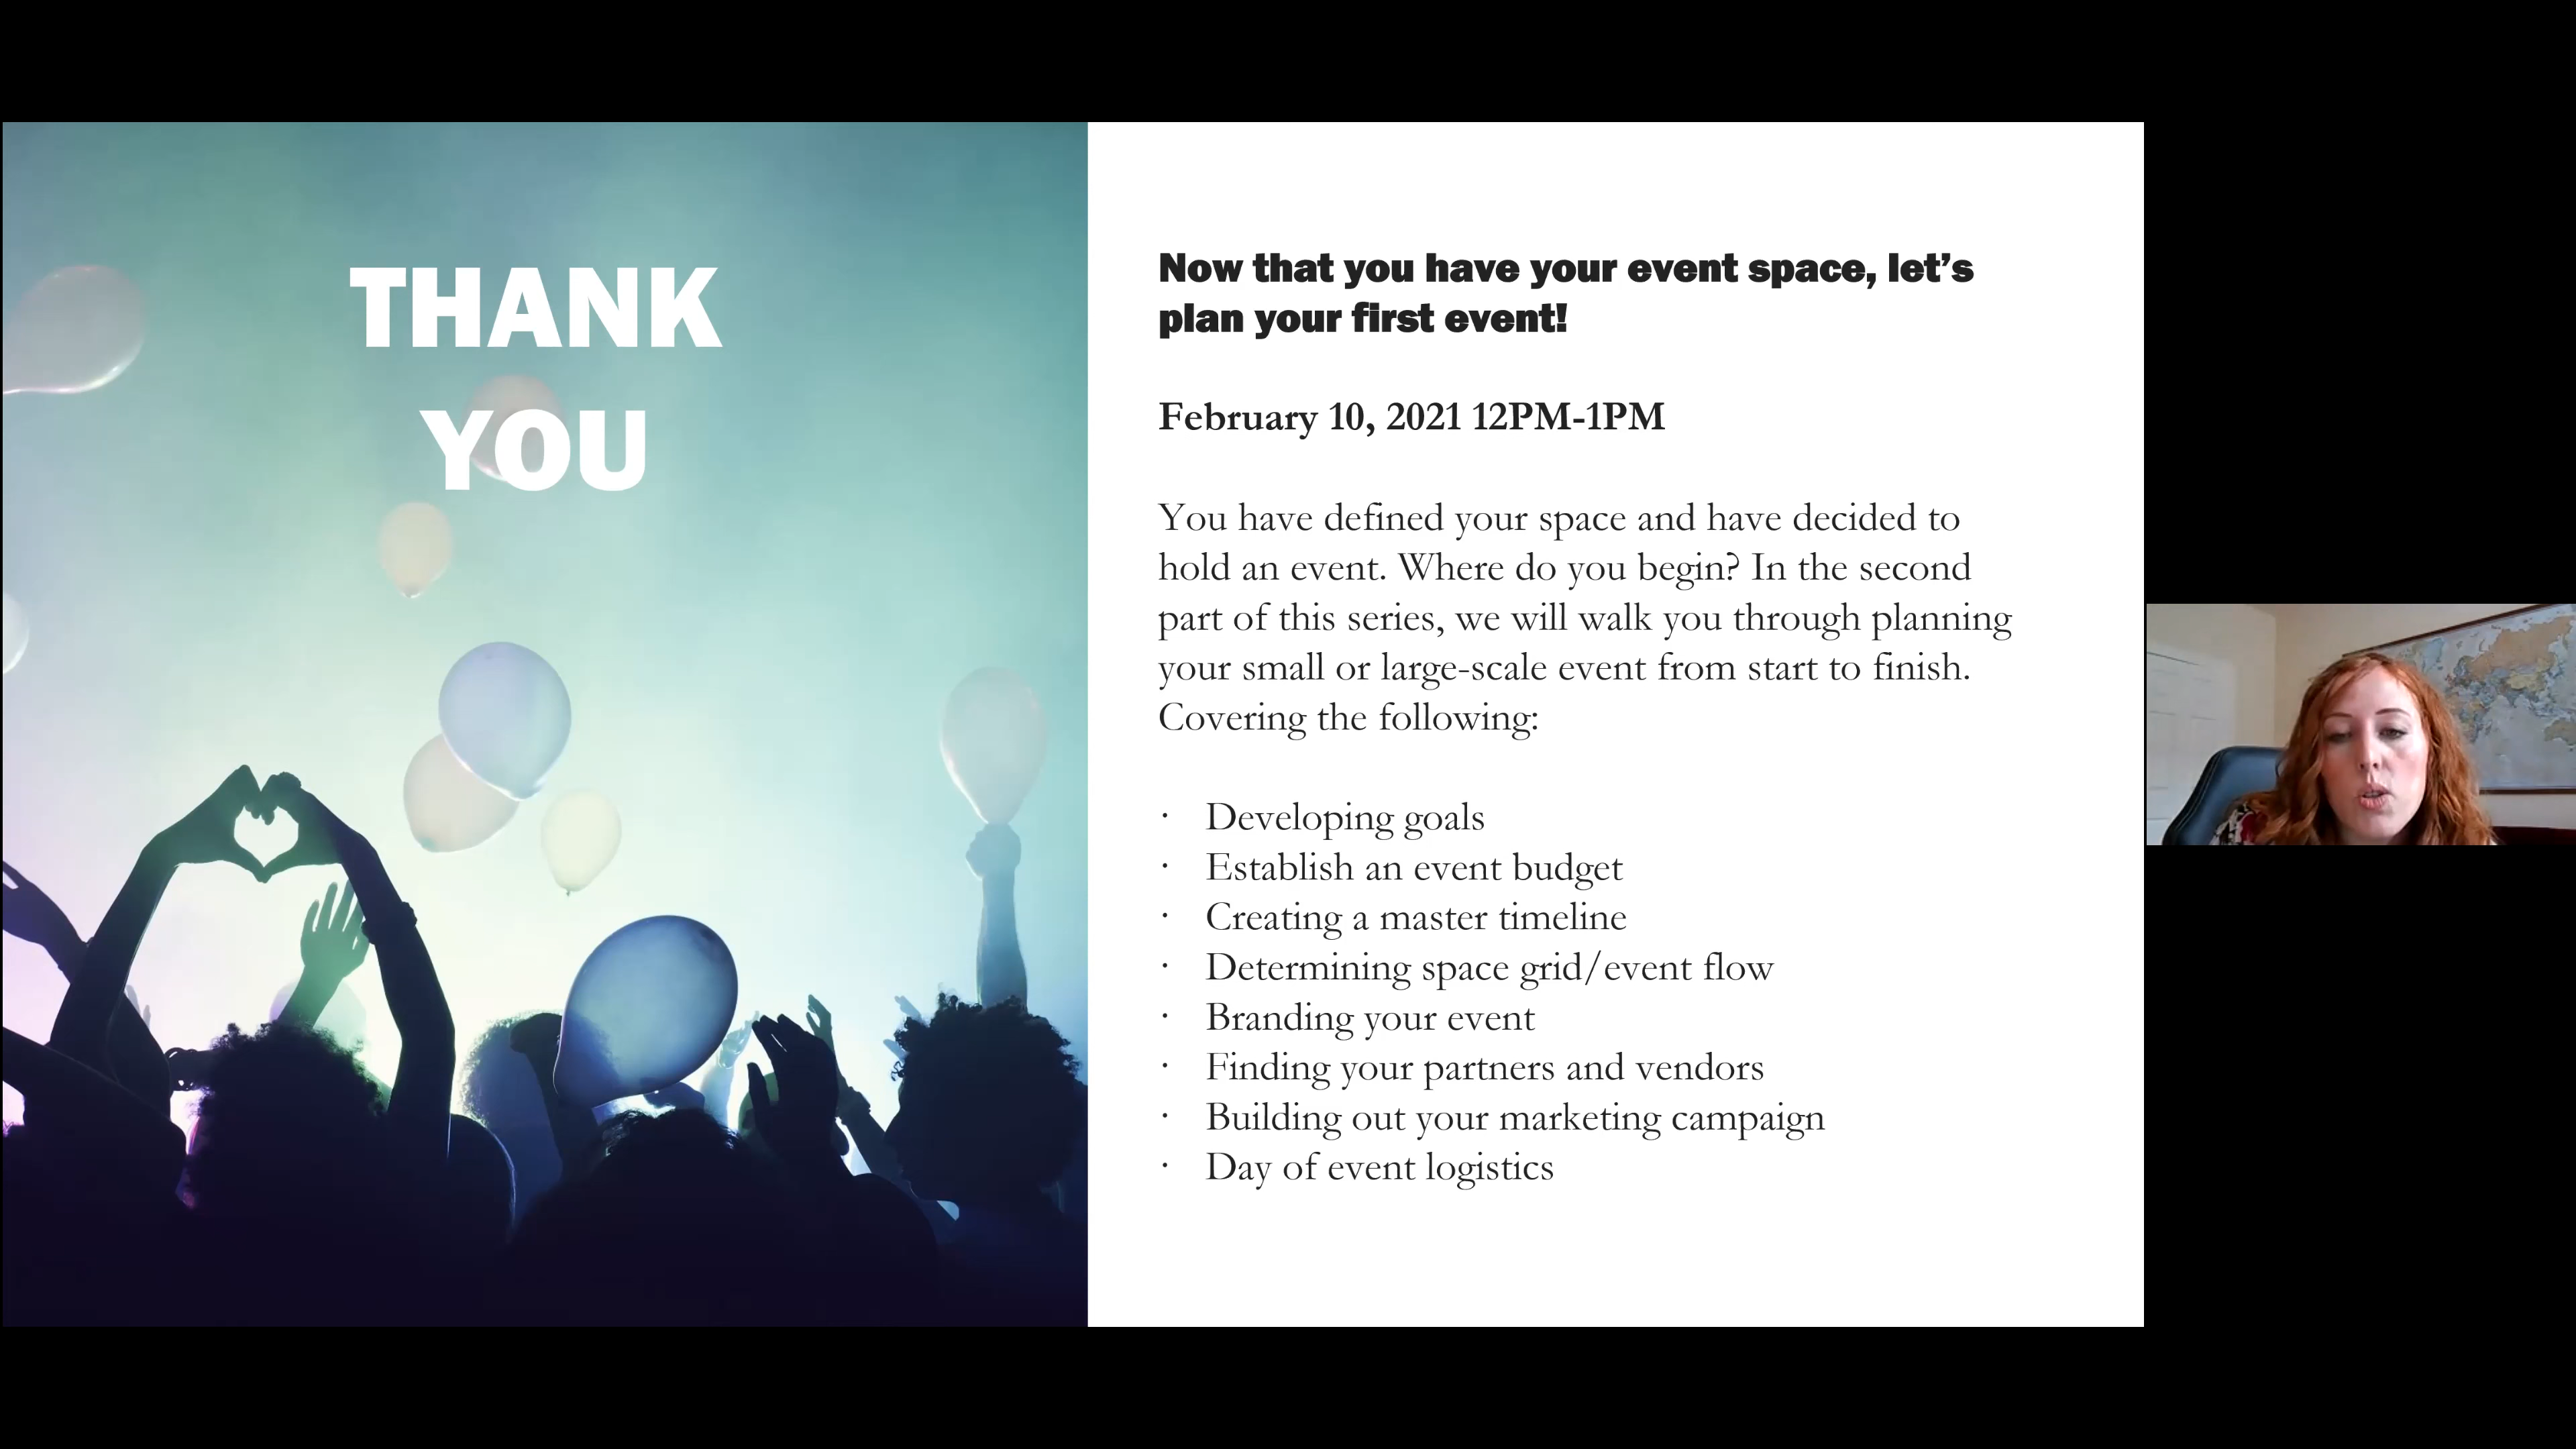 THANK
YOU
Now that you have your event space, let’s
plan your first event!
February 10, 2021 12PM-1PM
You have defined your space and have decided to
hold an event. Where do you begin? In the second
part of this series, we will walk you through planning
your small or large-scale event from start to finish.
Covering the following:
· Developing goals
· Establish an event budget
· Creating a master timeline
· Determining space grid/event flow
· Branding your event
· Finding your partners and vendors
· Building out your marketing campaign
· Day of event logistics